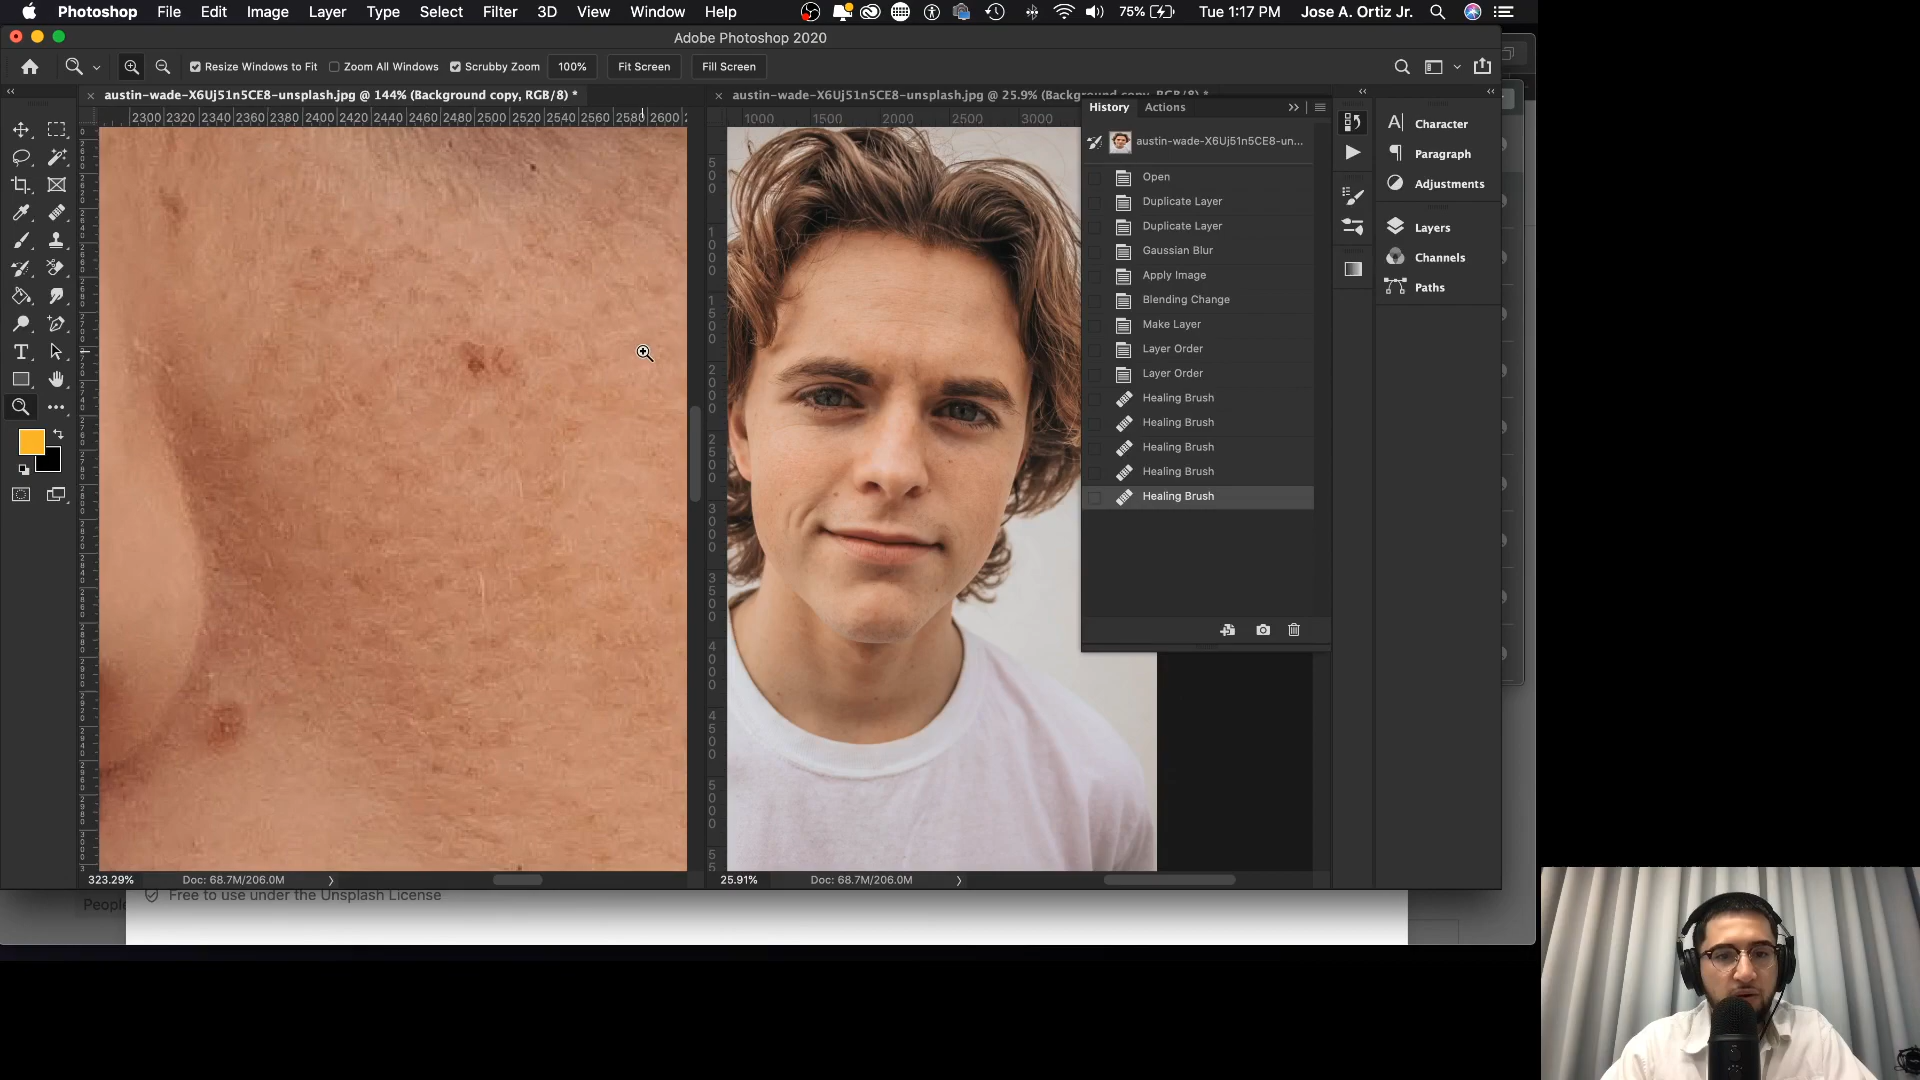 Photoshop File Edit Image Layer Type Select Filter 3D View Window Help 75% Tue 1:17 PM Jose A. Ortiz Jr.
Adobe Photoshop 2020
Resize Windows to Fit Zoom All Windows Scrubby Zoom 100% Fit Screen Fill Screen
austin-wade-X6Uj51n5CE8-unsplash.jpg @ 144% (Background copy, RGB/8) *
austin-wade-X6Uj51n5CE8-unsplash.jpg @ 25.9% (Background copy, RGB/8) *
2300 2320 2340 2360 2380 2400 2420 2440 2460 2480 2500 2520 2540 2560 2580 2600
1000 1500 2000 2500 3000
History Actions
austin-wade-X6Uj51n5CE8-un...
Open
Duplicate Layer
Duplicate Layer
Gaussian Blur
Apply Image
Blending Change
Make Layer
Layer Order
Layer Order
Healing Brush
Healing Brush
Healing Brush
Healing Brush
Healing Brush
Character
Paragraph
Adjustments
Layers
Channels
Paths
323.29% Doc: 68.7M/206.0M
25.91% Doc: 68.7M/206.0M
People
Free to use under the Unsplash License